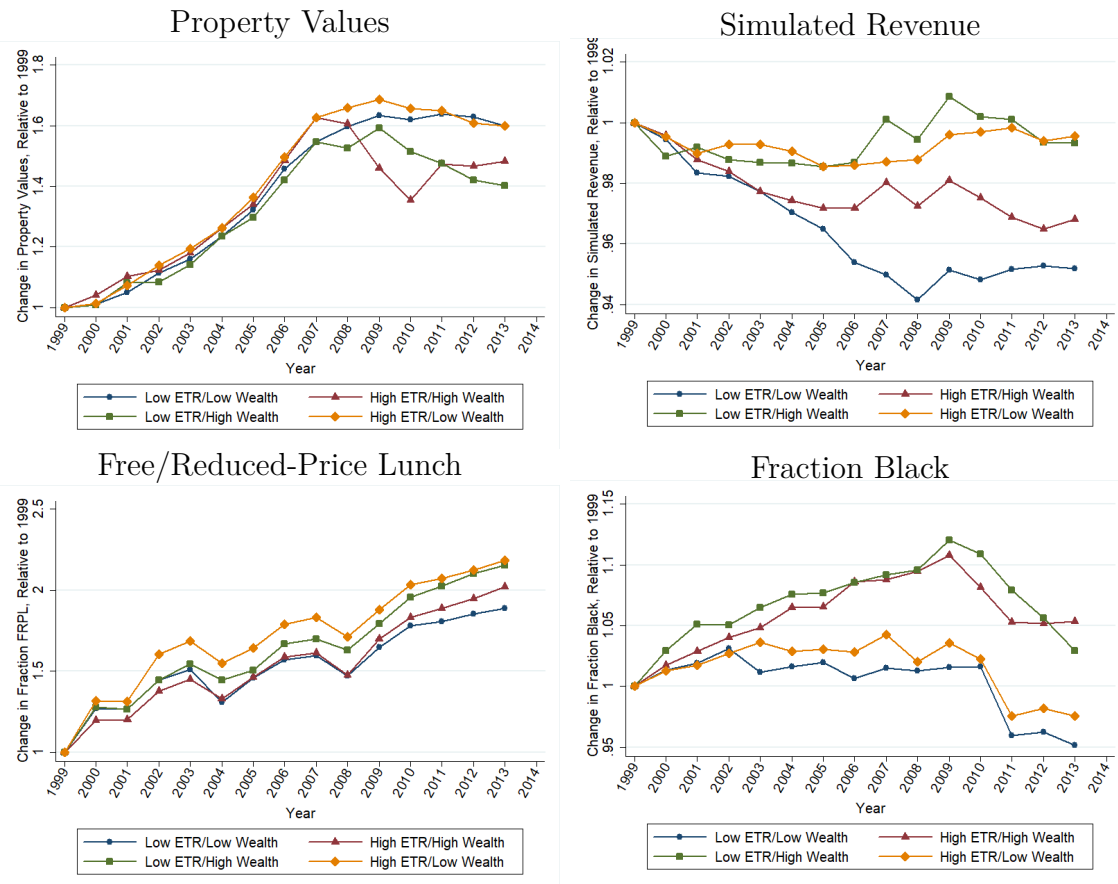 Property Values
Change in Property Values, Relative to 1999
1.8
1.6
1.4
1.2
1
1999 2000 2001 2002 2003 2004 2005 2006 2007 2008 2009 2010 2011 2012 2013 2014
Year
Low ETR/Low Wealth High ETR/High Wealth
Low ETR/High Wealth High ETR/Low Wealth
Simulated Revenue
Change in Simulated Revenue, Relative to 1999
1.02
1
.98
.96
.94
1999 2000 2001 2002 2003 2004 2005 2006 2007 2008 2009 2010 2011 2012 2013 2014
Year
Low ETR/Low Wealth High ETR/High Wealth
Low ETR/High Wealth High ETR/Low Wealth
Free/Reduced-Price Lunch
Change in Fraction FRPL, Relative to 1999
2.5
2
1.5
1
1999 2000 2001 2002 2003 2004 2005 2006 2007 2008 2009 2010 2011 2012 2013 2014
Year
Low ETR/Low Wealth High ETR/High Wealth
Low ETR/High Wealth High ETR/Low Wealth
Fraction Black
Change in Fraction Black, Relative to 1999
1.15
1.10
1.05
1
.95
1999 2000 2001 2002 2003 2004 2005 2006 2007 2008 2009 2010 2011 2012 2013 2014
Year
Low ETR/Low Wealth High ETR/High Wealth
Low ETR/High Wealth High ETR/Low Wealth